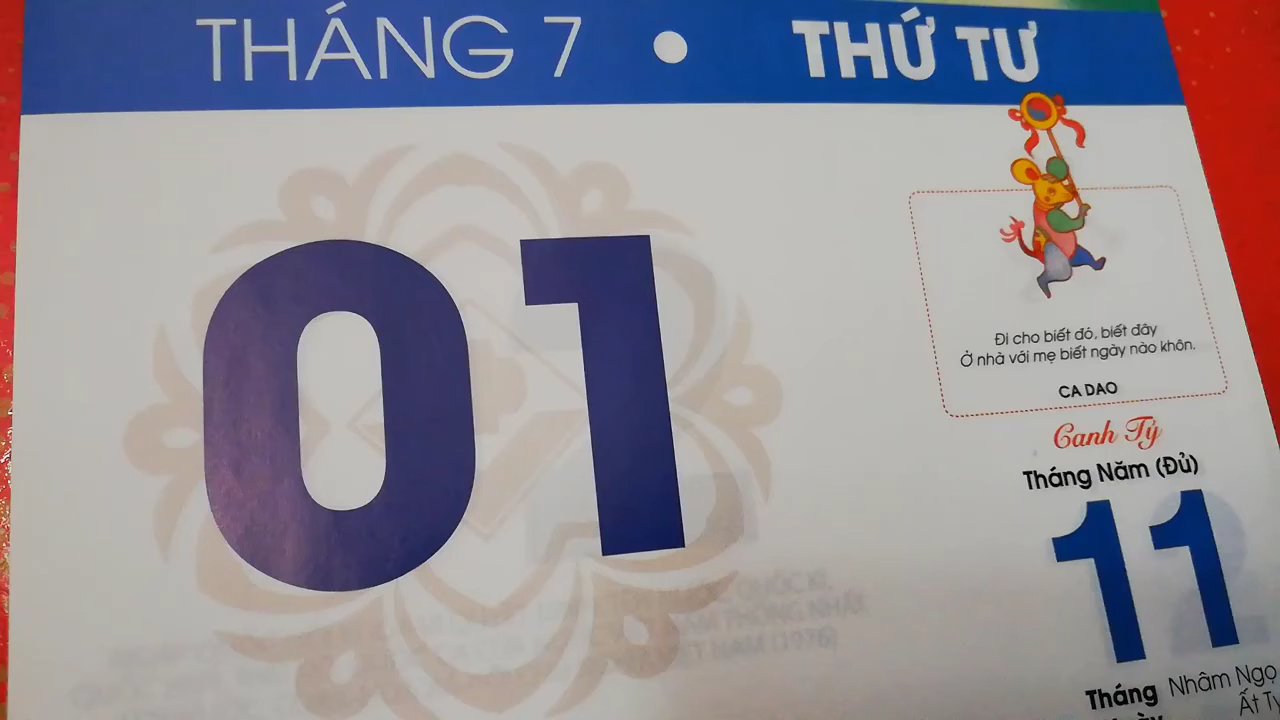 THÁNG 7 • THỨ TƯ
01
Đi cho biết đó, biết đây
Ở nhà với mẹ biết ngày nào khôn.
CA DAO
Canh Tý
Tháng Năm (Đủ)
11
Tháng Nhâm Ngọ